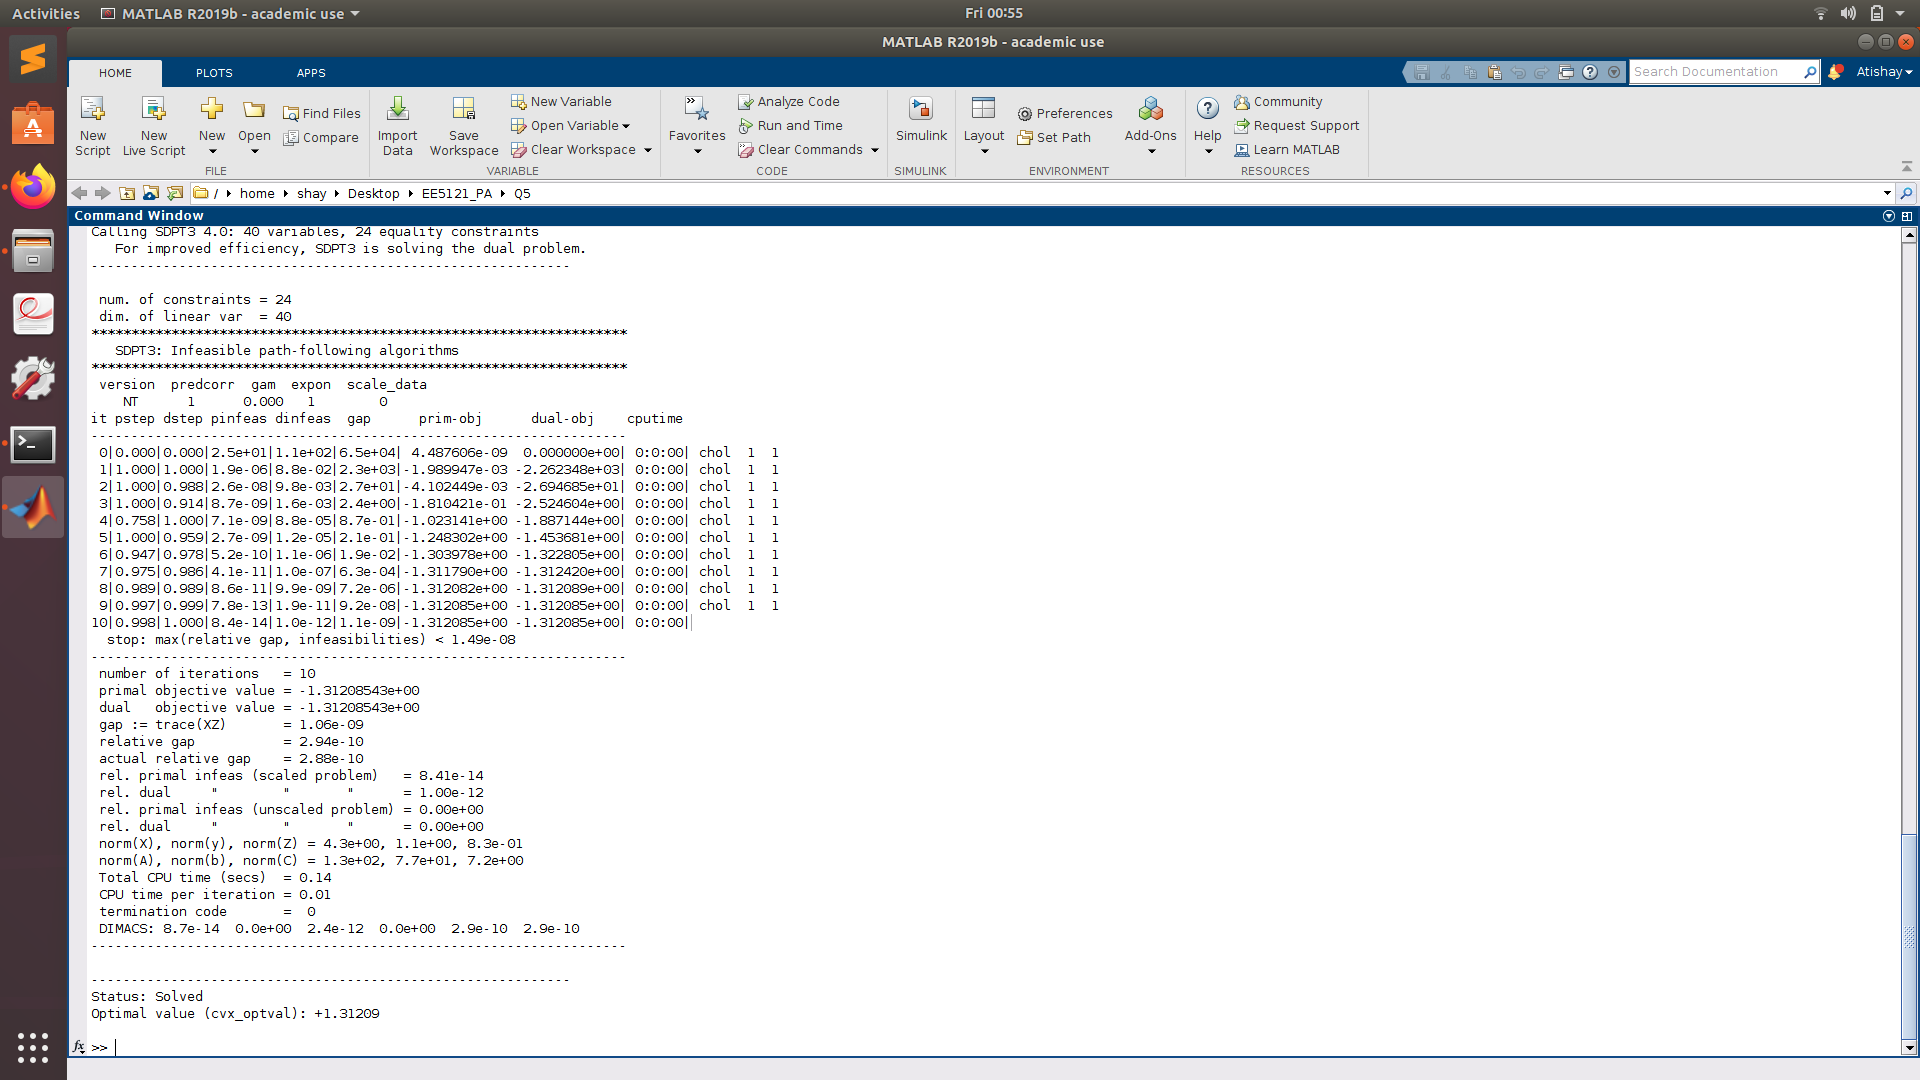 Activities MATLAB R2019b - academic use Fri 00:55
MATLAB R2019b - academic use
HOME PLOTS APPS Search Documentation Atishay
New Script New Live Script New Open Find Files Compare
FILE
Import Data Save Workspace New Variable Open Variable Clear Workspace
VARIABLE
Favorites Analyze Code Run and Time Clear Commands
CODE
Simulink
SIMULINK
Layout Preferences Set Path Add-Ons
ENVIRONMENT
Help Community Request Support Learn MATLAB
RESOURCES
/ home shay Desktop EE5121_PA Q5
Command Window
Calling SDPT3 4.0: 40 variables, 24 equality constraints
For improved efficiency, SDPT3 is solving the dual problem.
------------------------------------------------------------
num. of constraints = 24
dim. of linear var  = 40
*******************************************************************
SDPT3: Infeasible path-following algorithms
*******************************************************************
version  predcorr  gam  expon  scale_data
NT      1      0.000   1        0
it pstep dstep pinfeas dinfeas  gap      prim-obj      dual-obj    cputime
-------------------------------------------------------------------
0|0.000|0.000|2.5e+01|1.1e+02|6.5e+04| 4.487606e-09  0.000000e+00| 0:0:00| chol  1  1
1|1.000|1.000|1.9e-06|8.8e-02|2.3e+03|-1.989947e-03 -2.262348e+03| 0:0:00| chol  1  1
2|1.000|0.988|2.6e-08|9.8e-03|2.7e+01|-4.102449e-03 -2.694685e+01| 0:0:00| chol  1  1
3|1.000|0.914|8.7e-09|1.6e-03|2.4e+00|-1.810421e-01 -2.524604e+00| 0:0:00| chol  1  1
4|0.758|1.000|7.1e-09|8.8e-05|8.7e-01|-1.023141e+00 -1.887144e+00| 0:0:00| chol  1  1
5|1.000|0.959|2.7e-09|1.2e-05|2.1e-01|-1.248302e+00 -1.453681e+00| 0:0:00| chol  1  1
6|0.947|0.978|5.2e-10|1.1e-06|1.9e-02|-1.303978e+00 -1.322805e+00| 0:0:00| chol  1  1
7|0.975|0.986|4.1e-11|1.0e-07|6.3e-04|-1.311790e+00 -1.312420e+00| 0:0:00| chol  1  1
8|0.989|0.989|8.6e-11|9.9e-09|7.2e-06|-1.312082e+00 -1.312089e+00| 0:0:00| chol  1  1
9|0.997|0.999|7.8e-13|1.9e-11|9.2e-08|-1.312085e+00 -1.312085e+00| 0:0:00| chol  1  1
10|0.998|1.000|8.4e-14|1.0e-12|1.1e-09|-1.312085e+00 -1.312085e+00| 0:0:00|
stop: max(relative gap, infeasibilities) < 1.49e-08
-------------------------------------------------------------------
number of iterations   = 10
primal objective value = -1.31208543e+00
dual   objective value = -1.31208543e+00
gap := trace(XZ)       = 1.06e-09
relative gap           = 2.94e-10
actual relative gap    = 2.88e-10
rel. primal infeas (scaled problem)   = 8.41e-14
rel. dual     "        "       "      = 1.00e-12
rel. primal infeas (unscaled problem) = 0.00e+00
rel. dual     "        "       "      = 0.00e+00
norm(X), norm(y), norm(Z) = 4.3e+00, 1.1e+00, 8.3e-01
norm(A), norm(b), norm(C) = 1.3e+02, 7.7e+01, 7.2e+00
Total CPU time (secs)  = 0.14
CPU time per iteration = 0.01
termination code       =  0
DIMACS: 8.7e-14  0.0e+00  2.4e-12  0.0e+00  2.9e-10  2.9e-10
-------------------------------------------------------------------
------------------------------------------------------------
Status: Solved
Optimal value (cvx_optval): +1.31209
fx >>